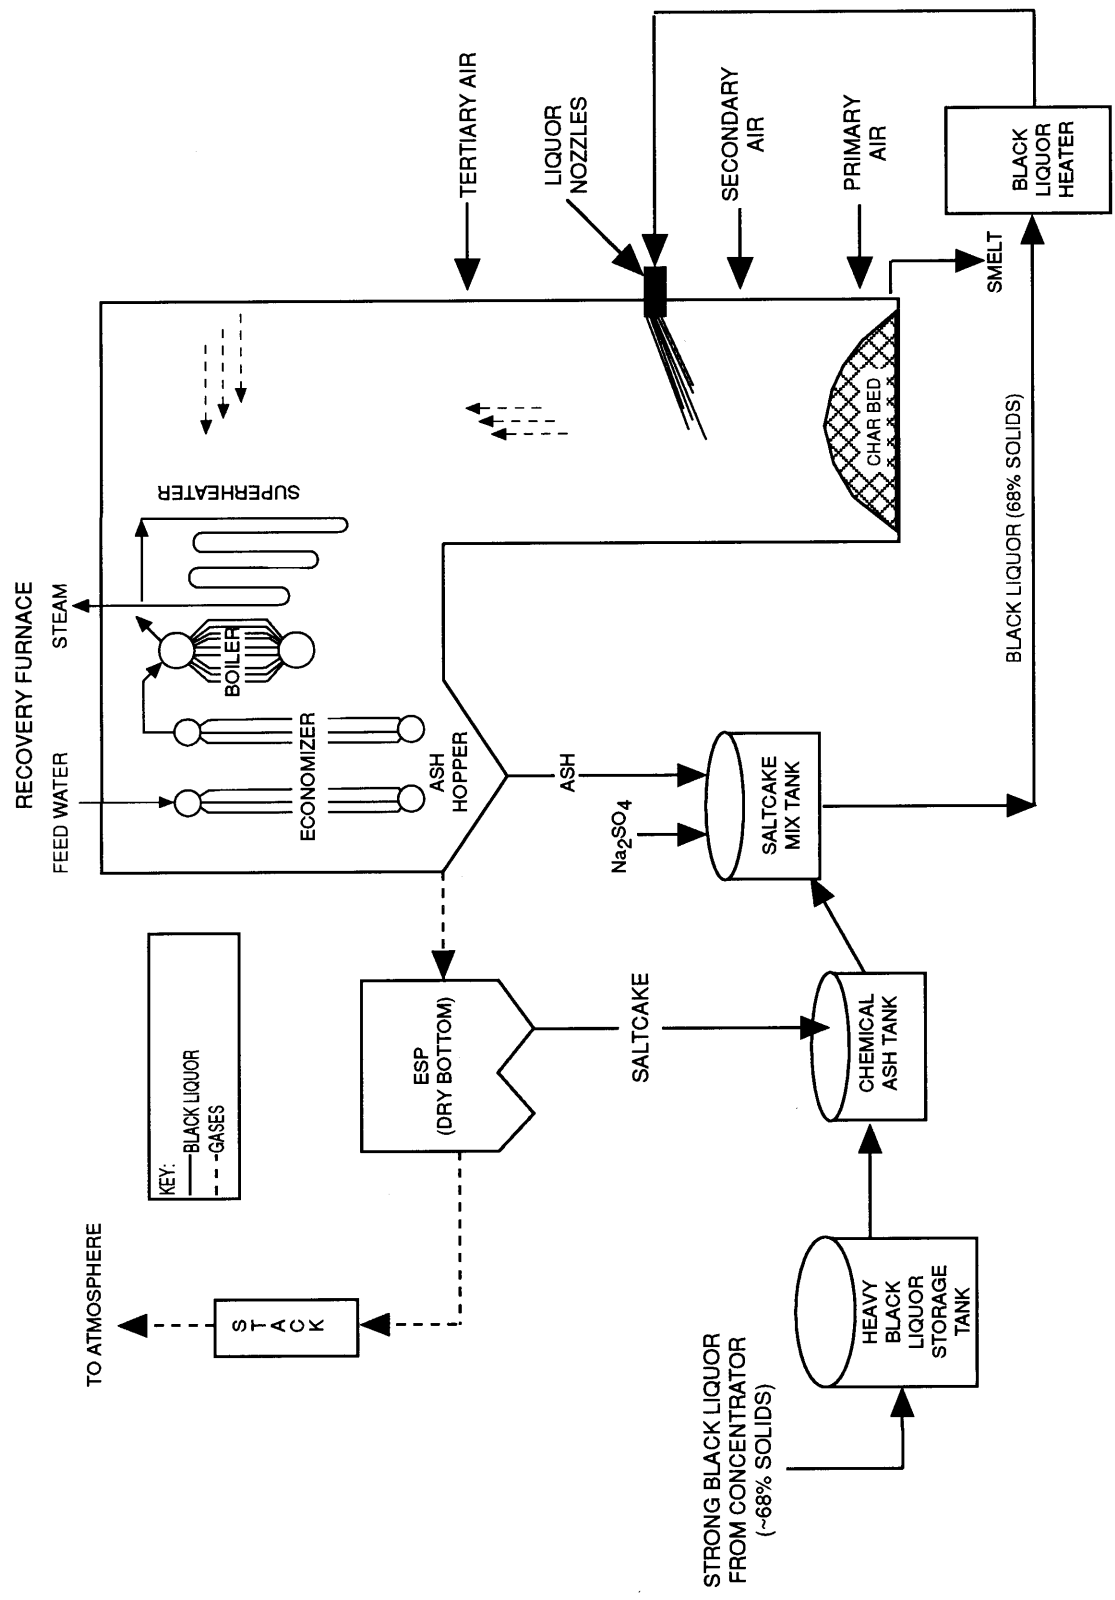 RECOVERY FURNACE
FEED WATER
STEAM
TO ATMOSPHERE
KEY:
BLACK LIQUOR
GASES
S
T
A
C
K
ESP
(DRY BOTTOM)
ECONOMIZER
BOILER
SUPERHEATER
ASH
HOPPER
TERTIARY AIR
LIQUOR
NOZZLES
SECONDARY
AIR
PRIMARY
AIR
CHAR BED
SMELT
BLACK
LIQUOR
HEATER
ASH
Na2SO4
SALTCAKE
SALTCAKE
MIX TANK
CHEMICAL
ASH TANK
BLACK LIQUOR (68% SOLIDS)
STRONG BLACK LIQUOR
FROM CONCENTRATOR
(~68% SOLIDS)
HEAVY
BLACK
LIQUOR
STORAGE
TANK